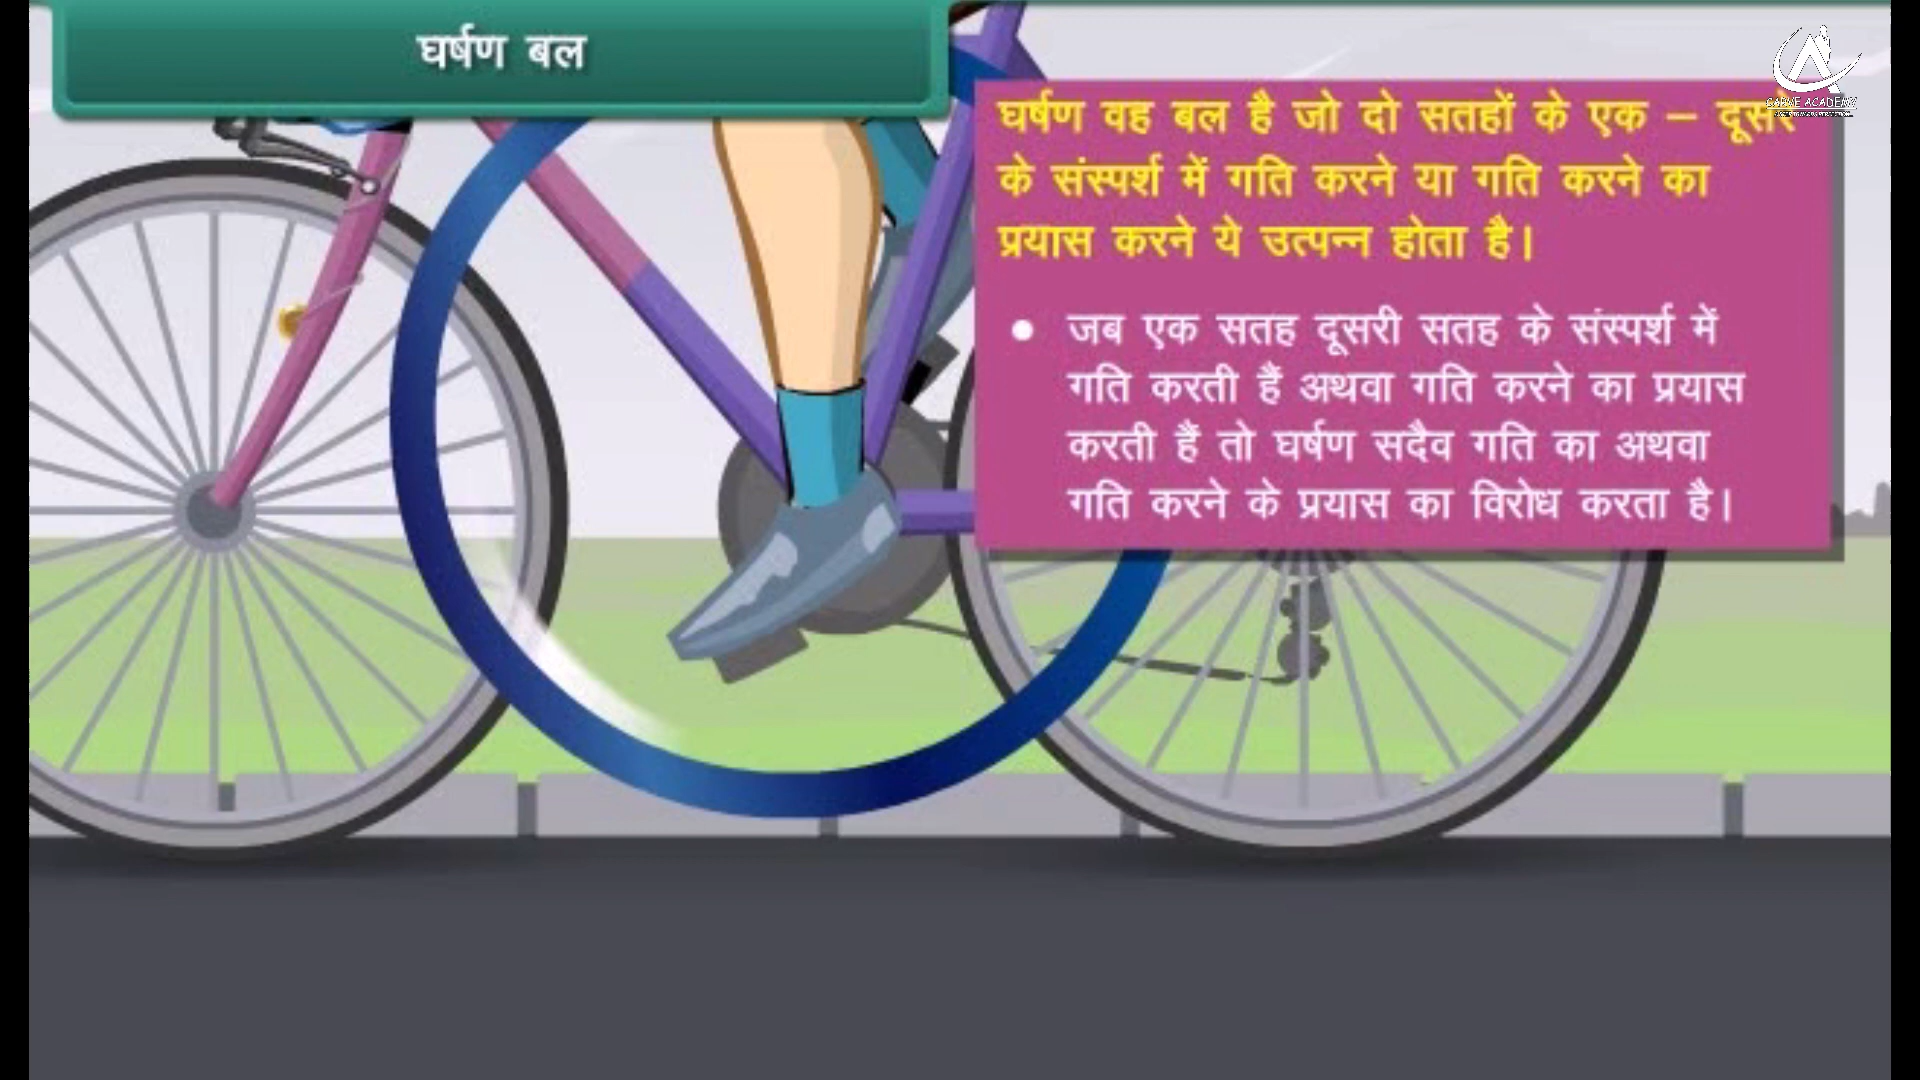 घर्षण बल
घर्षण वह बल है जो दो सतहों के एक – दूसरे
के संस्पर्श में गति करने या गति करने का
प्रयास करने ये उत्पन्न होता है।
• जब एक सतह दूसरी सतह के संस्पर्श में
गति करती हैं अथवा गति करने का प्रयास
करती हैं तो घर्षण सदैव गति का अथवा
गति करने के प्रयास का विरोध करता है।
CARVE ACADEMY